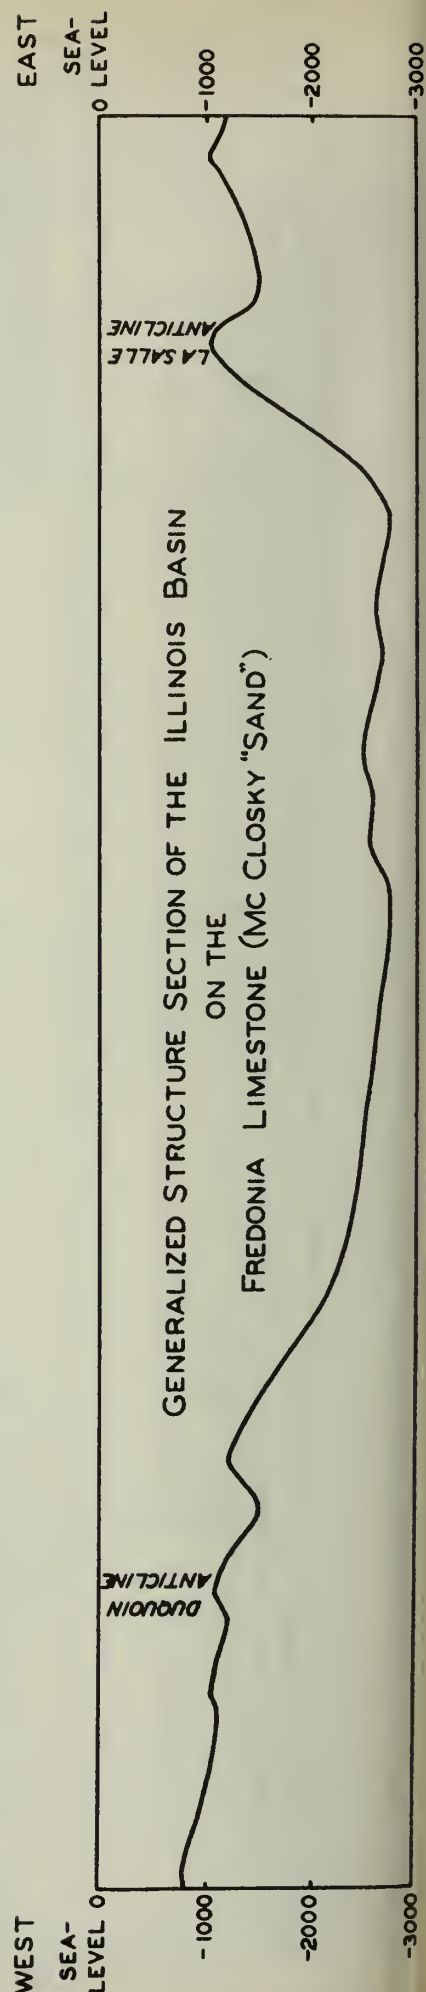 WEST
SEA-
LEVEL 0
-1000
-2000
-3000
DUQUOIN
ANTICLINE
GENERALIZED STRUCTURE SECTION OF THE ILLINOIS BASIN
ON THE
FREDONIA LIMESTONE (MC CLOSKY "SAND")
LA SALLE
ANTICLINE
EAST
SEA-
0 LEVEL
-1000
-2000
-3000